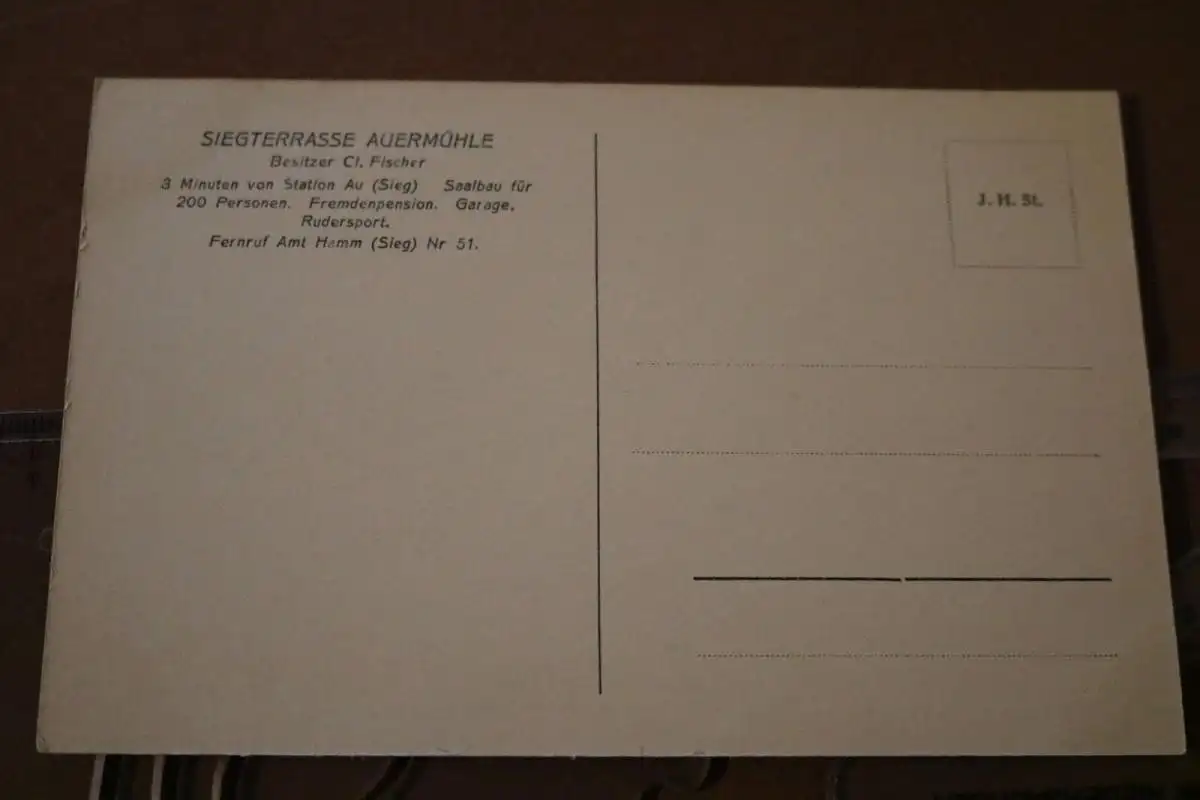 SIEGTERRASSE AUERMÜHLE
Besitzer Cl. Fischer
3 Minuten von Station Au (Sieg) Saalbau für
200 Personen. Fremdenpension. Garage.
Rudersport.
Fernruf Amt Hamm (Sieg) Nr 51.
J. H. St.